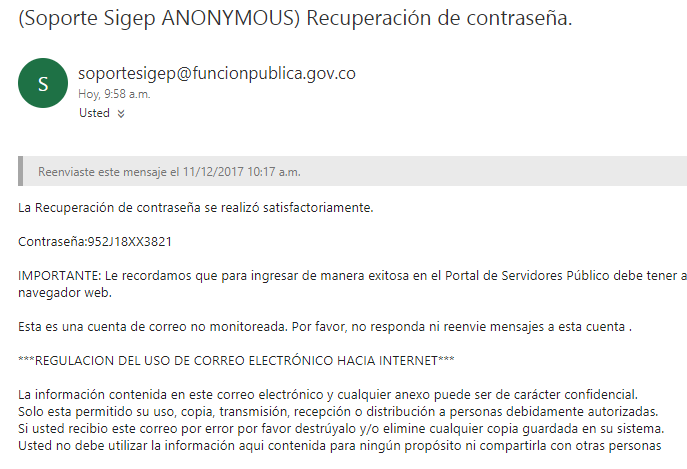 (Soporte Sigep ANONYMOUS) Recuperación de contraseña.
S
soportesigep@funcionpublica.gov.co
Hoy, 9:58 a.m.
Usted
Reenviaste este mensaje el 11/12/2017 10:17 a.m.
La Recuperación de contraseña se realizó satisfactoriamente.
Contraseña:952J18XX3821
IMPORTANTE: Le recordamos que para ingresar de manera exitosa en el Portal de Servidores Público debe tener a
navegador web.
Esta es una cuenta de correo no monitoreada. Por favor, no responda ni reenvie mensajes a esta cuenta .
***REGULACION DEL USO DE CORREO ELECTRÓNICO HACIA INTERNET***
La información contenida en este correo electrónico y cualquier anexo puede ser de carácter confidencial.
Solo esta permitido su uso, copia, transmisión, recepción o distribución a personas debidamente autorizadas.
Si usted recibio este correo por error por favor destrúyalo y/o elimine cualquier copia guardada en su sistema.
Usted no debe utilizar la información aqui contenida para ningún propósito ni compartirla con otras personas